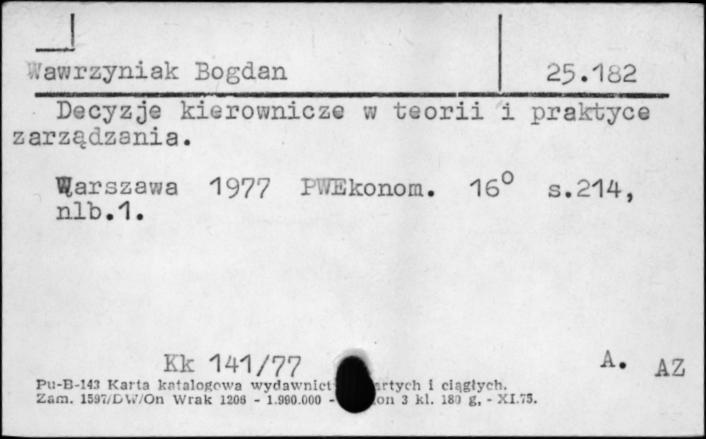 Wawrzyniak Bogdan 25.182
Decyzje kierownicze w teorii i praktyce
zarządzania.
Warszawa 1977 PWEkonom. 16° s.214,
nlb.1.
Kk 141/77 A. AZ
Pu-B-143 Karta katalogowa wydawnict artych i ciągłych.
Zam. 1597/DW/On Wrak 1206 - 1.990.000 - on 3 kl. 180 g, - XI.75.